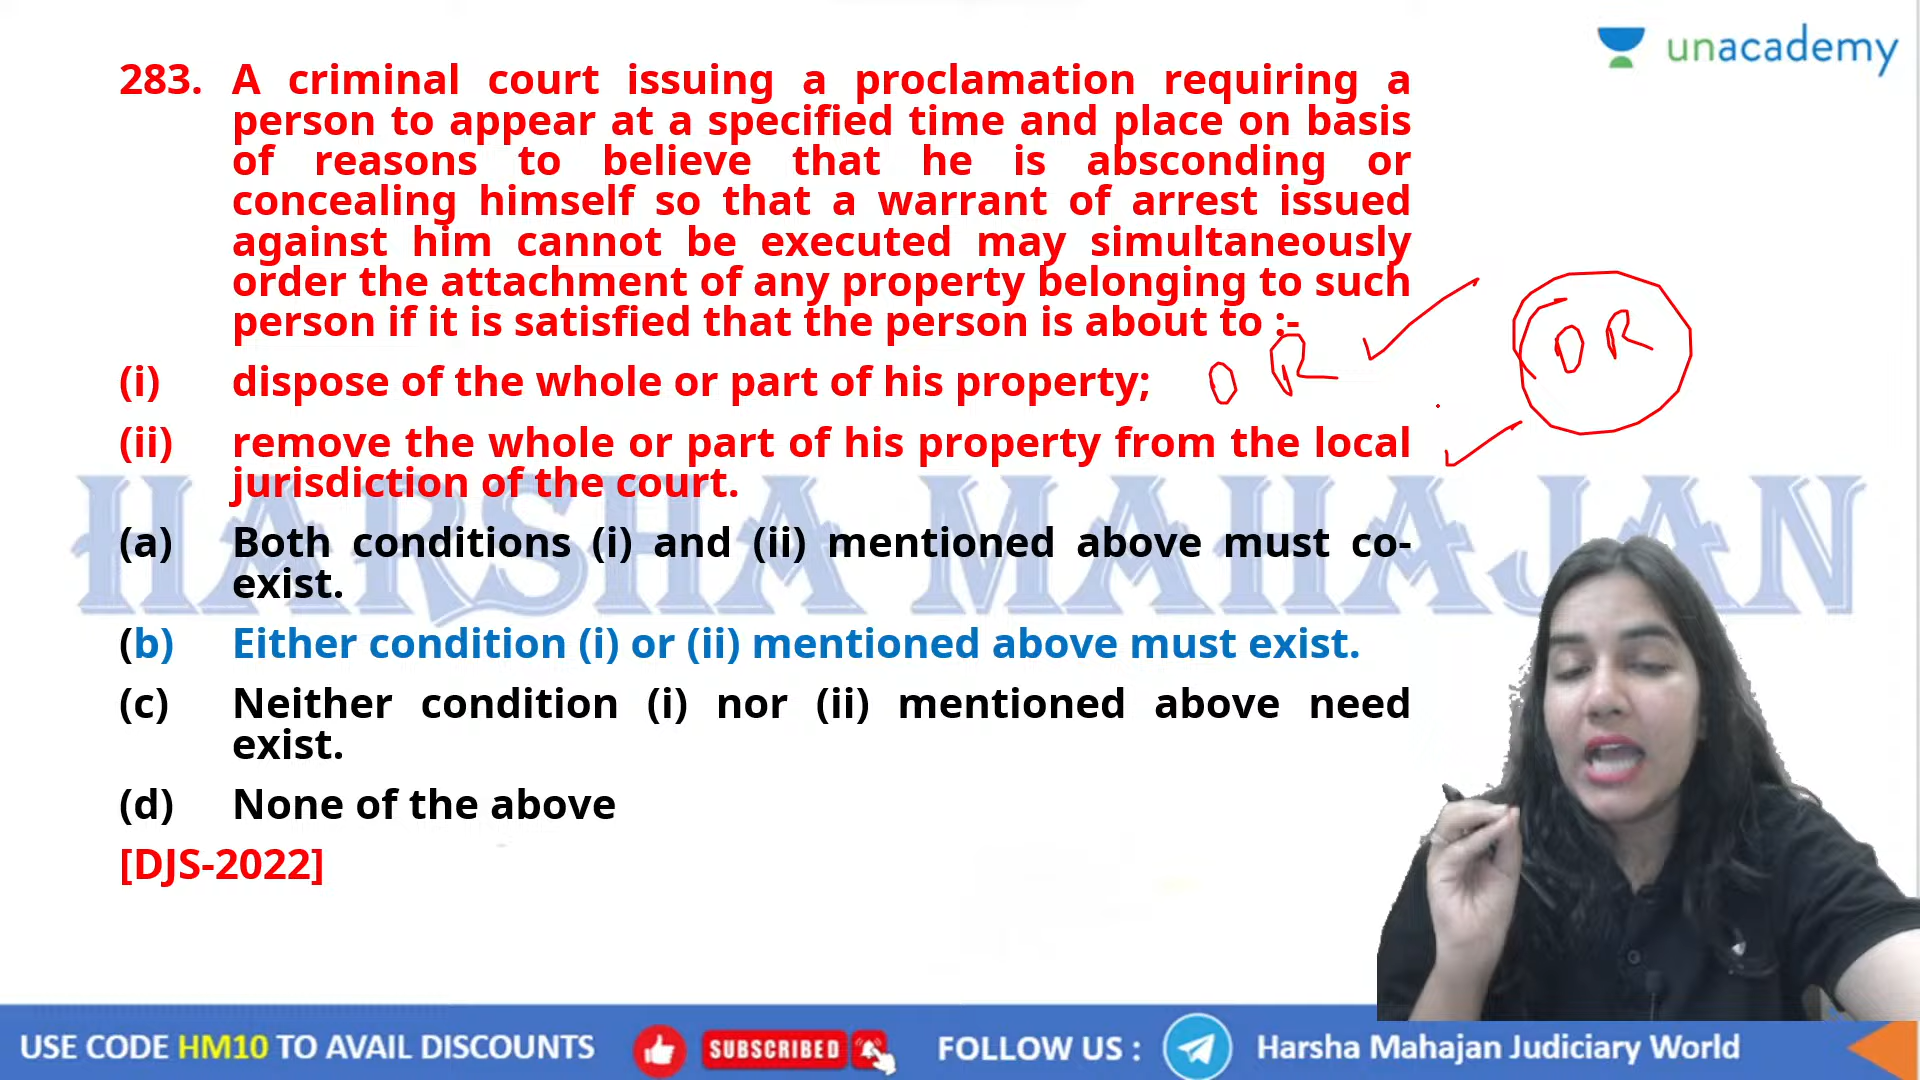 unacademy
283. A criminal court issuing a proclamation requiring a
person to appear at a specified time and place on basis
of reasons to believe that he is absconding or
concealing himself so that a warrant of arrest issued
against him cannot be executed may simultaneously
order the attachment of any property belonging to such
person if it is satisfied that the person is about to :-
OR
(i) dispose of the whole or part of his property; OR
(ii) remove the whole or part of his property from the local
jurisdiction of the court.
HARSHA MAHAJAN
(a) Both conditions (i) and (ii) mentioned above must co-
exist.
(b) Either condition (i) or (ii) mentioned above must exist.
(c) Neither condition (i) nor (ii) mentioned above need
exist.
(d) None of the above
[DJS-2022]
USE CODE HM10 TO AVAIL DISCOUNTS SUBSCRIBED FOLLOW US : Harsha Mahajan Judiciary World